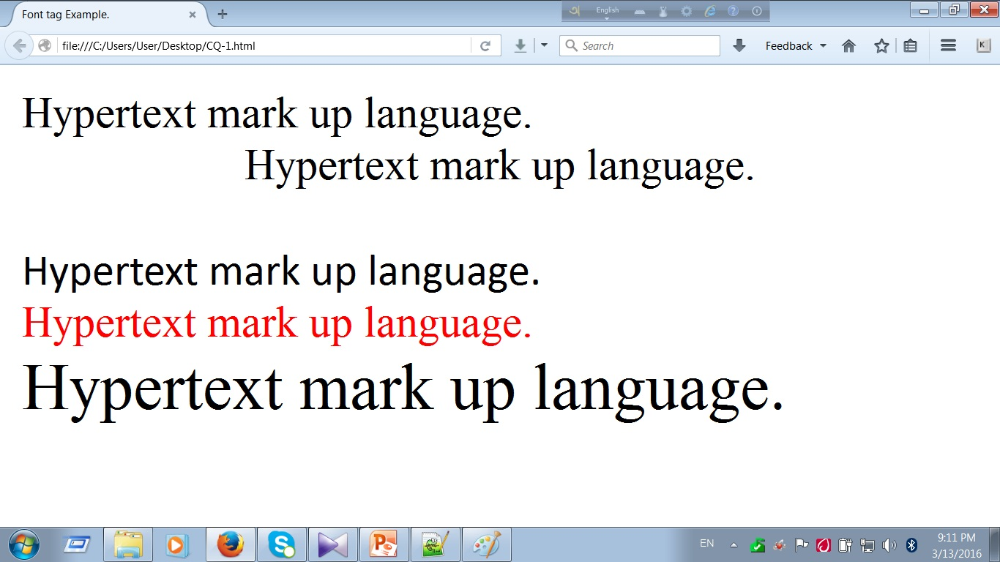 Font tag Example.
English
file:///C:/Users/User/Desktop/CQ-1.html
Search
Feedback
K
Hypertext mark up language.
Hypertext mark up language.
Hypertext mark up language.
Hypertext mark up language.
Hypertext mark up language.
EN
9:11 PM
3/13/2016